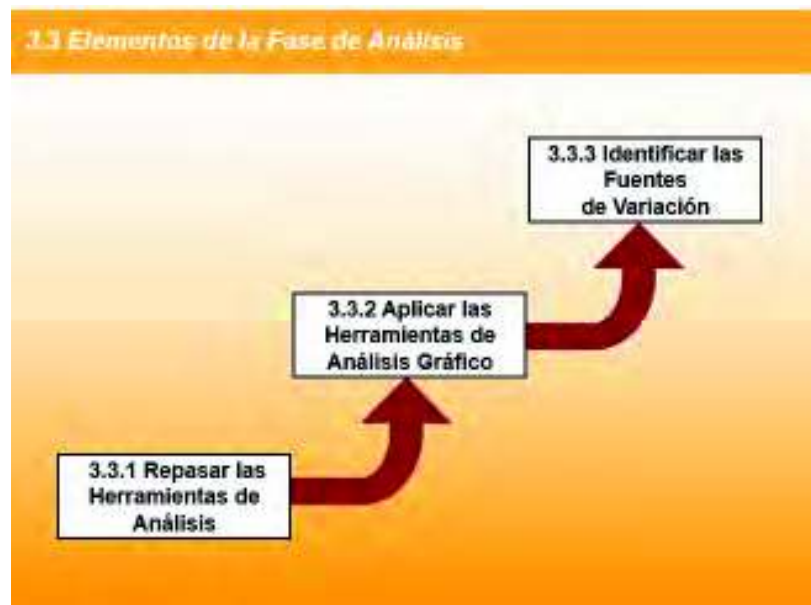 3.3 Elementos de la Fase de Análisis
3.3.3 Identificar las
Fuentes
de Variación
3.3.2 Aplicar las
Herramientas de
Análisis Gráfico
3.3.1 Repasar las
Herramientas de
Análisis